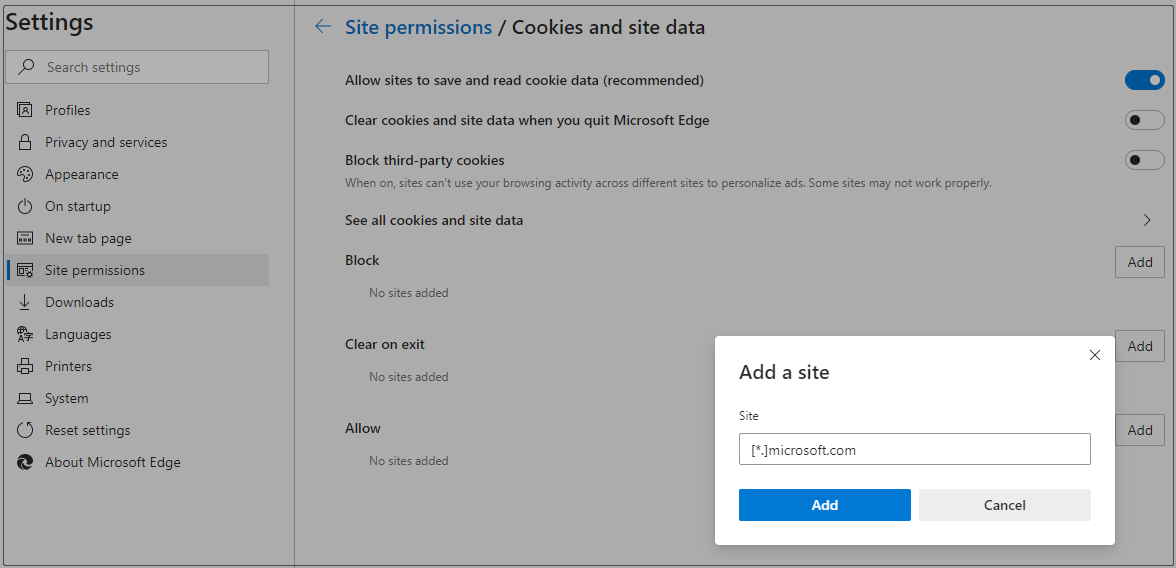 Settings
Search settings
Profiles
Privacy and services
Appearance
On startup
New tab page
Site permissions
Downloads
Languages
Printers
System
Reset settings
About Microsoft Edge
Site permissions / Cookies and site data
Allow sites to save and read cookie data (recommended)
Clear cookies and site data when you quit Microsoft Edge
Block third-party cookies
When on, sites can't use your browsing activity across different sites to personalize ads. Some sites may not work properly.
See all cookies and site data
Block
Add
No sites added
Clear on exit
Add
No sites added
Allow
Add
No sites added
Add a site
Site
[*.]microsoft.com
Add
Cancel